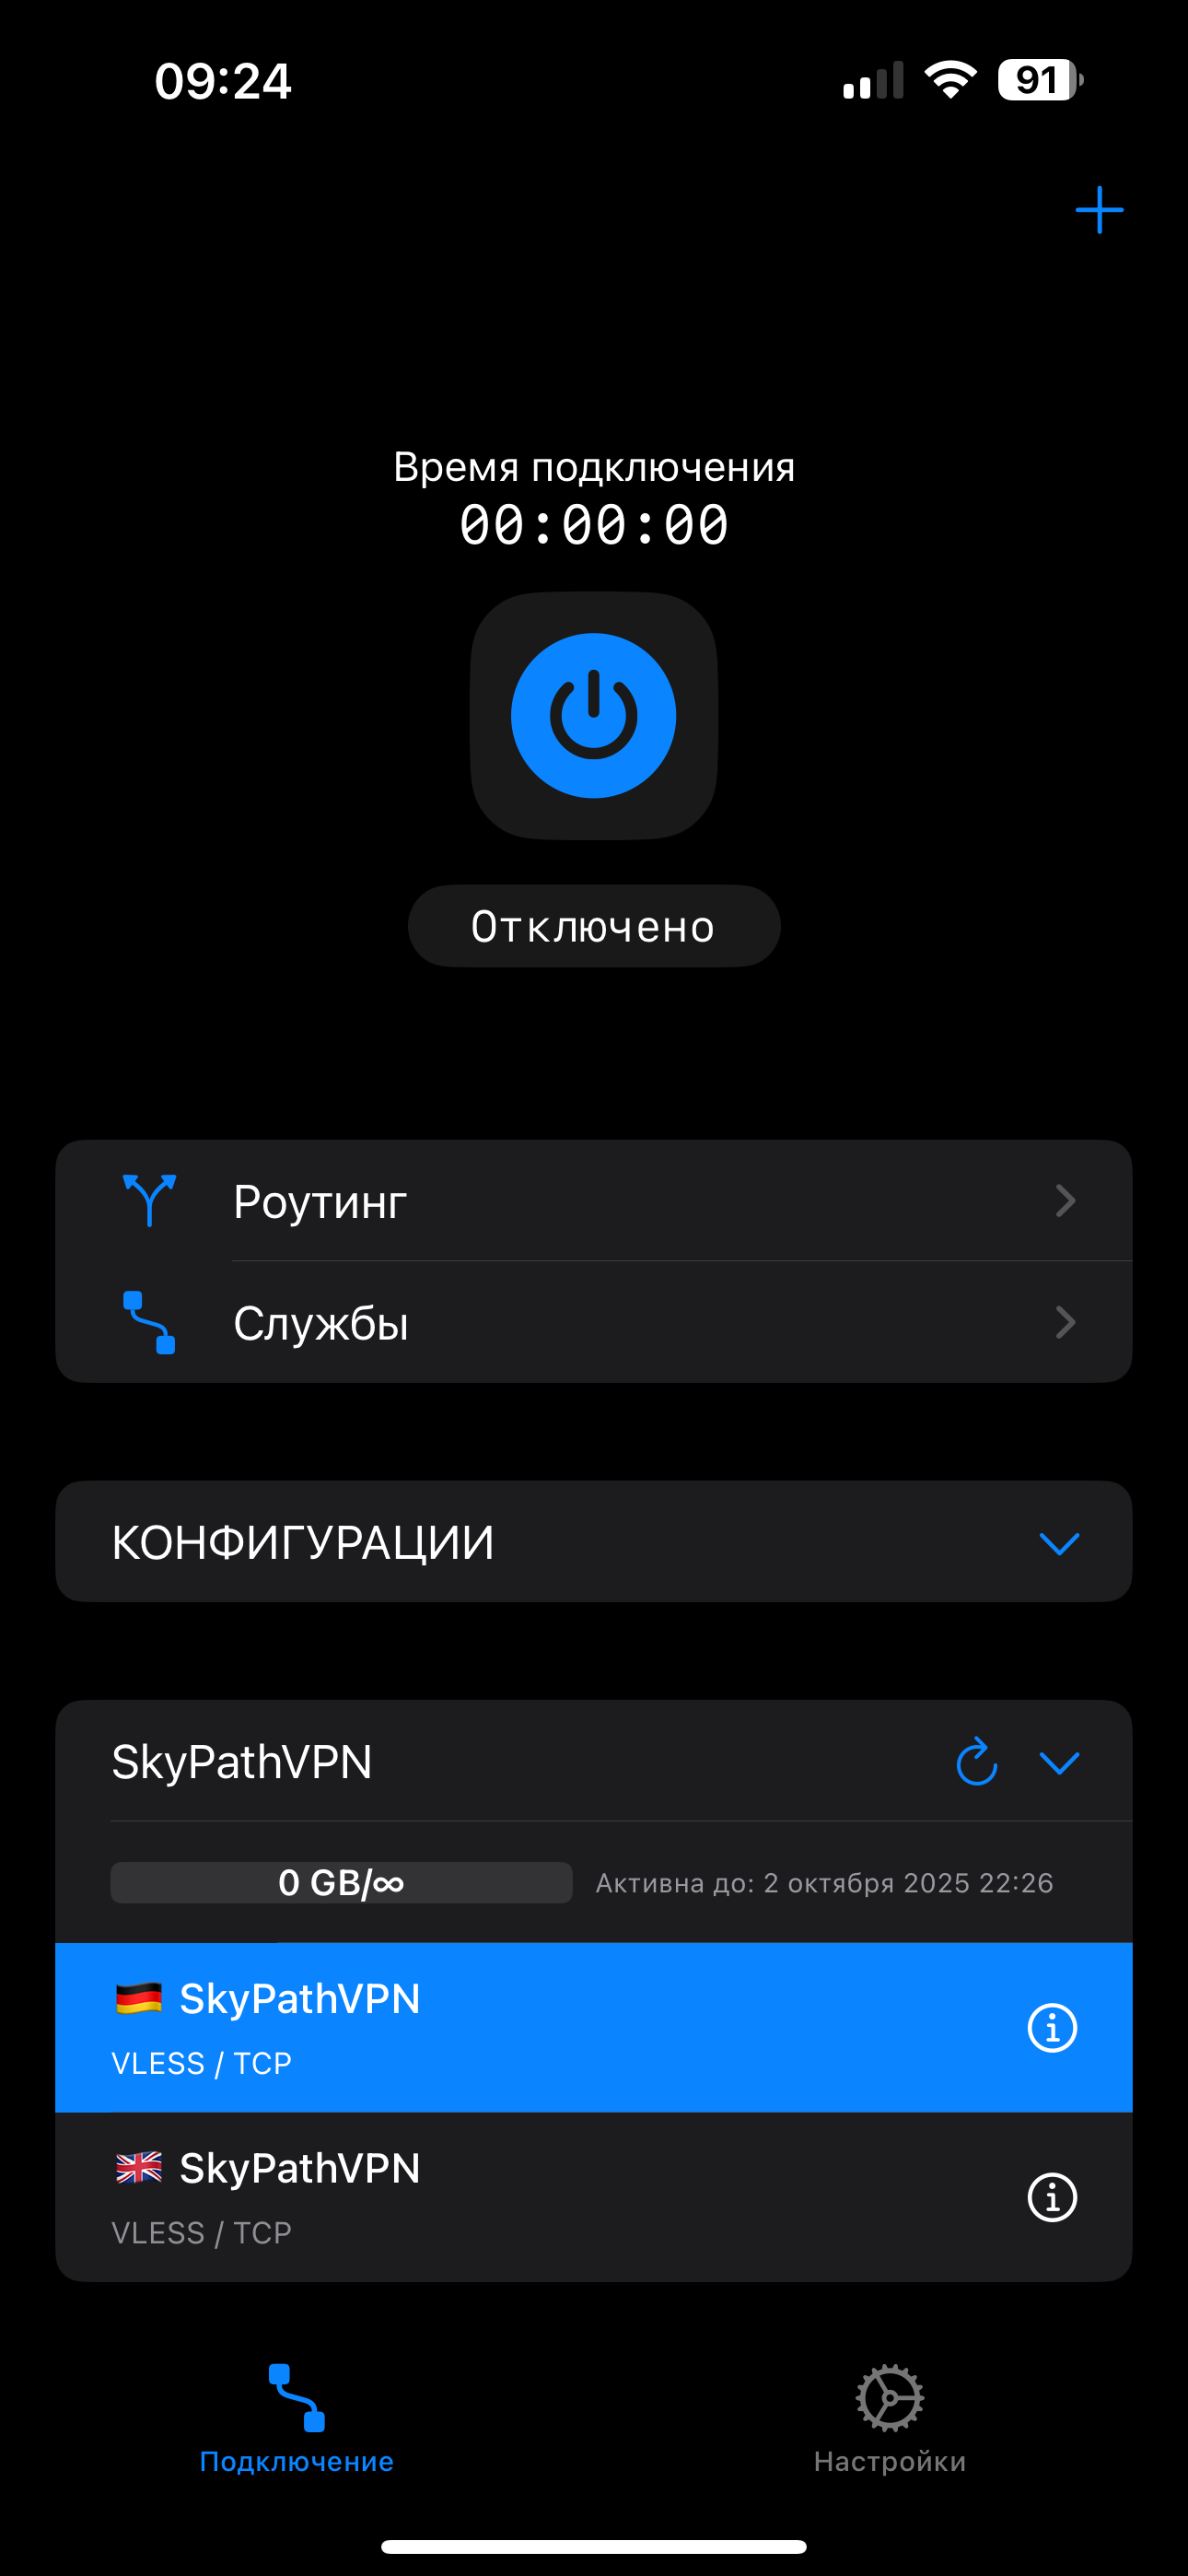 09:24
91
Время подключения
00:00:00
Отключено
Роутинг
Службы
КОНФИГУРАЦИИ
SkyPathVPN
0 GB/∞ Активна до: 2 октября 2025 22:26
🇩🇪 SkyPathVPN
VLESS / TCP
🇬🇧 SkyPathVPN
VLESS / TCP
Подключение Настройки